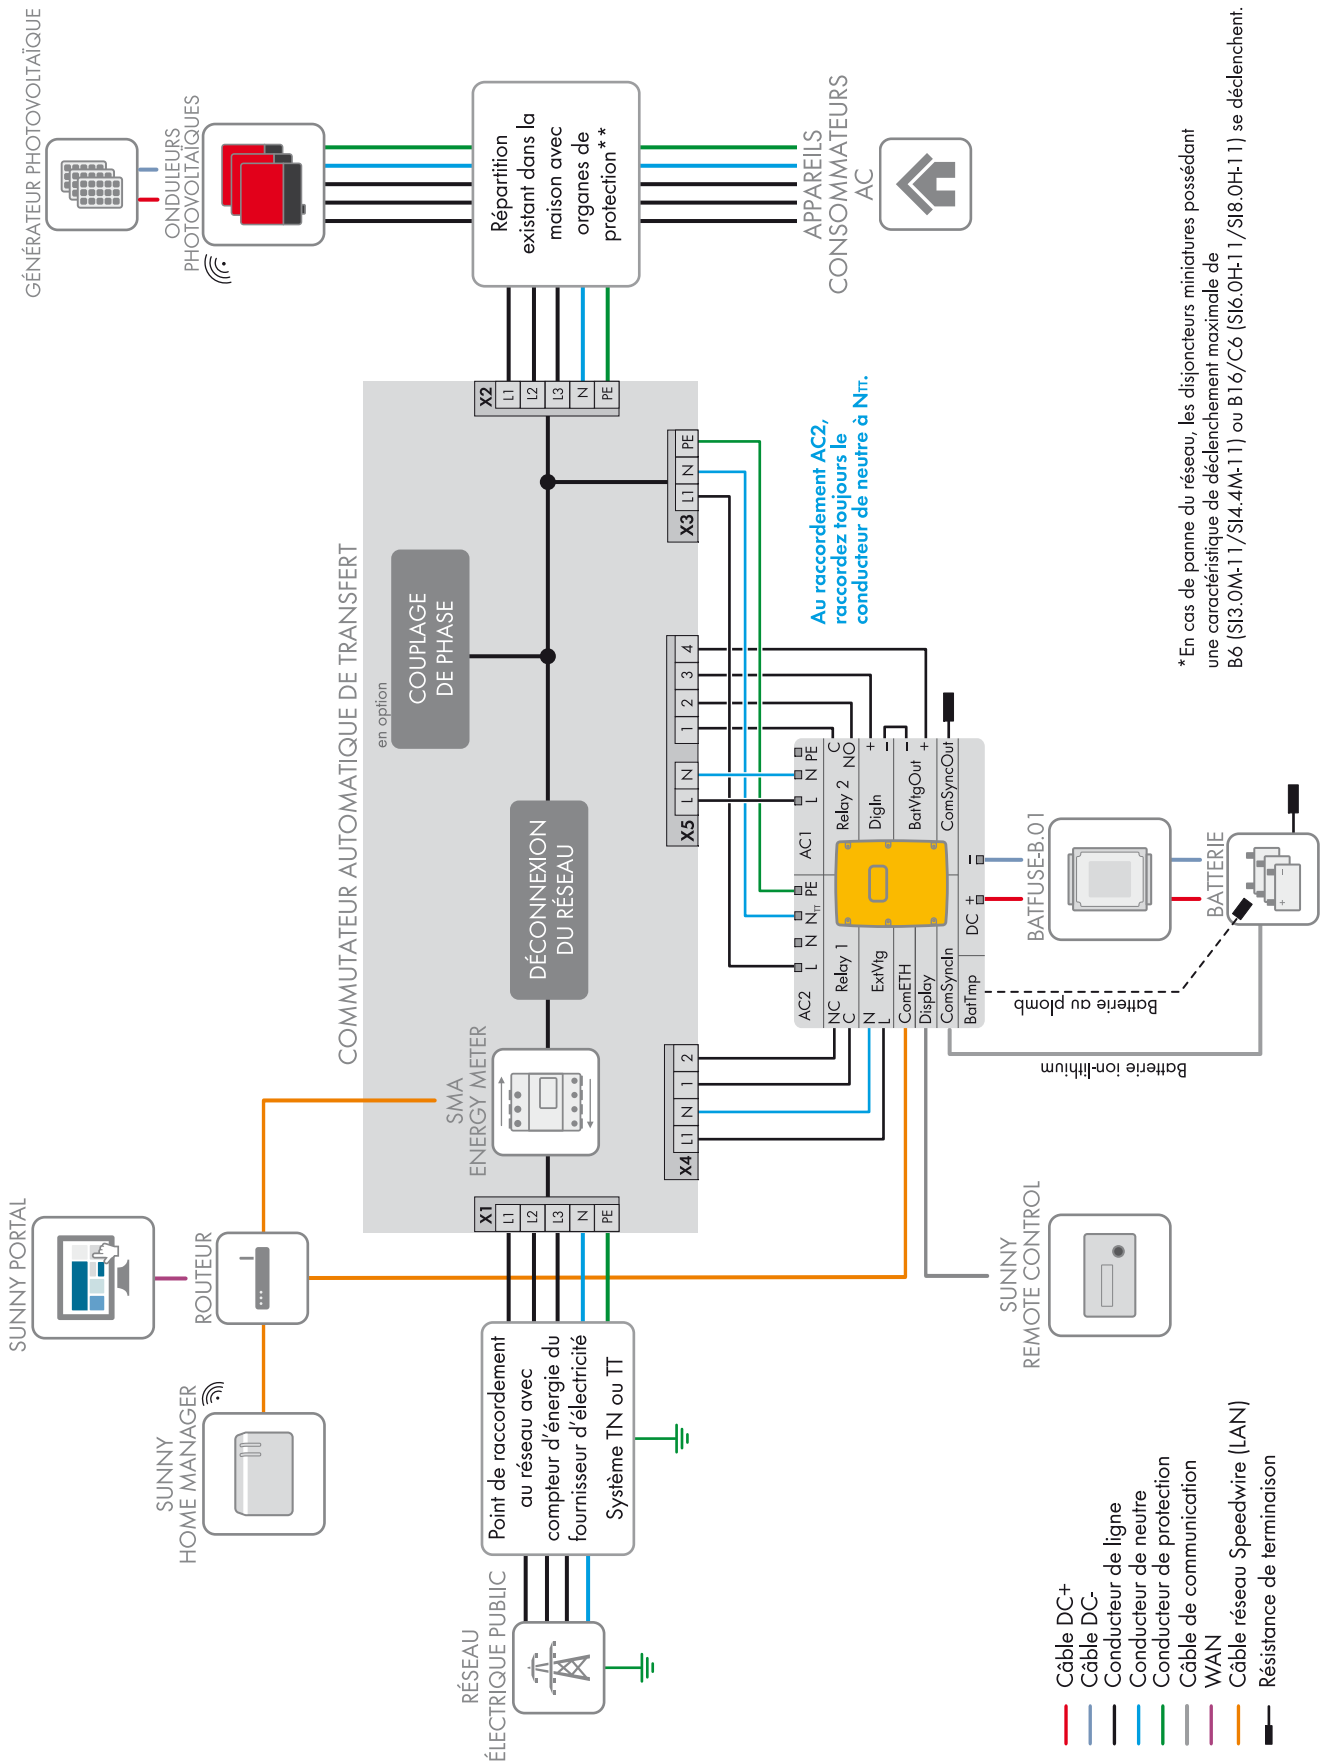 GÉNÉRATEUR PHOTOVOLTAÏQUE
ONDULEURS
PHOTOVOLTAÏQUES
Répartition
existant dans la
maison avec
organes de
protection**
APPAREILS
CONSOMMATEURS
AC
SUNNY PORTAL
ROUTEUR
SUNNY
HOME MANAGER
COMMUTATEUR AUTOMATIQUE DE TRANSFERT
en option
COUPLAGE
DE PHASE
DÉCONNEXION
DU RÉSEAU
SMA
ENERGY METER
X1
L1
L2
L3
N
PE
X2
L1
L2
L3
N
PE
RÉSEAU
ÉLECTRIQUE PUBLIC
Point de raccordement
au réseau avec
compteur d'énergie du
fournisseur d'électricité
Système TN ou TT
X4 L1 N 1 2
X5 L N 1 2 3 4
X3 L1 N PE
Au raccordement AC2,
raccordez toujours le
conducteur de neutre à NTT.
AC2 L N NTT PE
AC1 L N PE
NC
C
Relay 1
N
L
ExtVtg
ComETH
Display
ComSyncIn
BatTmp
DC + −
Relay 2
C
NO
DigIn
+
−
BatVtgOut
−
+
ComSyncOut
BATFUSE-B.01
BATTERIE
Batterie au plomb
Batterie ion-lithium
SUNNY
REMOTE CONTROL
Câble DC+
Câble DC-
Conducteur de ligne
Conducteur de neutre
Conducteur de protection
Câble de communication
WAN
Câble réseau Speedwire (LAN)
Résistance de terminaison
*En cas de panne du réseau, les disjoncteurs miniatures possédant
une caractéristique de déclenchement maximale de
B6 (SI3.0M-11/SI4.4M-11) ou B16/C6 (SI6.0H-11/SI8.0H-11) se déclenchent.